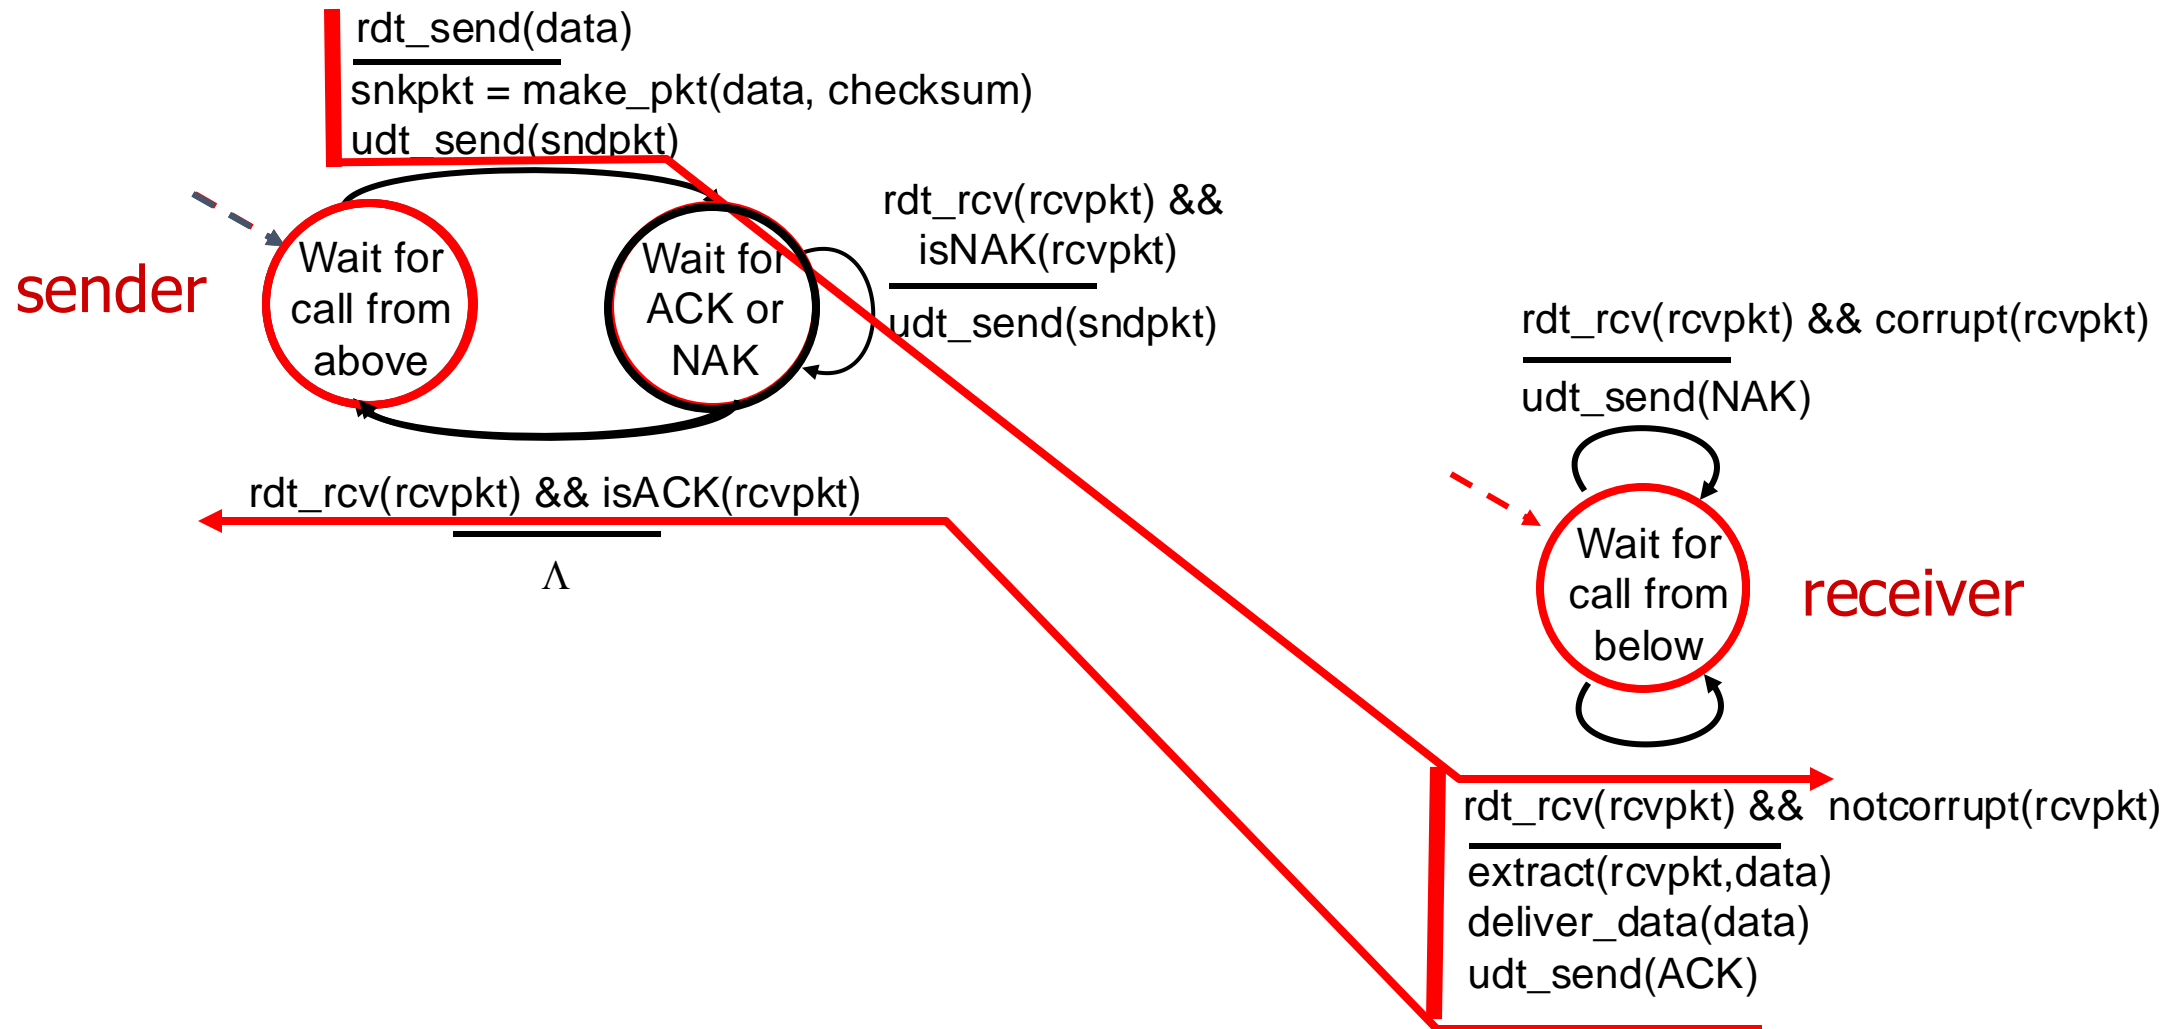 rdt_send(data)
snkpkt = make_pkt(data, checksum)
udt_send(sndpkt)
sender
Wait for
call from
above
Wait for
ACK or
NAK
rdt_rcv(rcvpkt) &&
isNAK(rcvpkt)
udt_send(sndpkt)
rdt_rcv(rcvpkt) && isACK(rcvpkt)
Λ
rdt_rcv(rcvpkt) && corrupt(rcvpkt)
udt_send(NAK)
Wait for
call from
below
receiver
rdt_rcv(rcvpkt) && notcorrupt(rcvpkt)
extract(rcvpkt,data)
deliver_data(data)
udt_send(ACK)